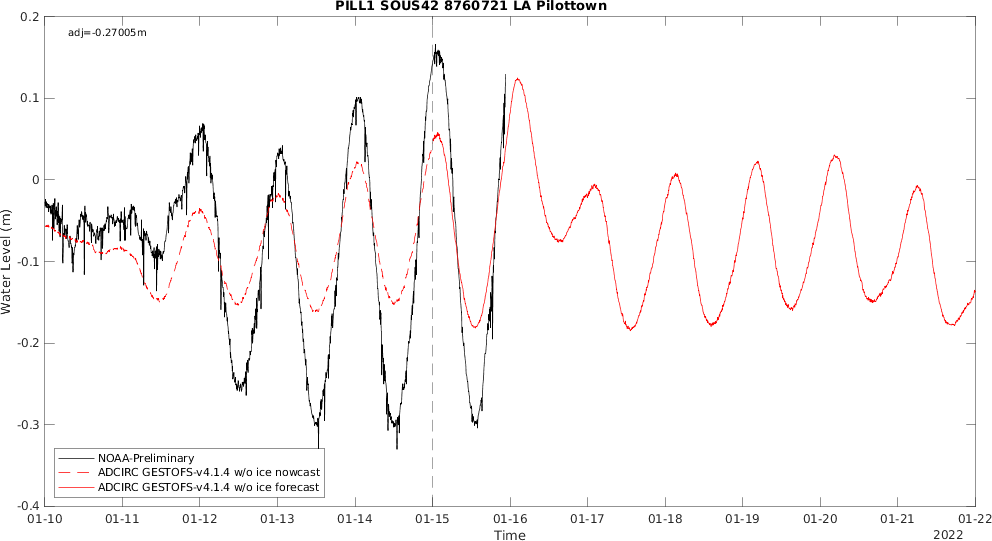 PILL1 SOUS42 8760721 LA Pilottown
adj=-0.27005m
0.2
0.1
0
-0.1
-0.2
-0.3
-0.4
Water Level (m)
NOAA-Preliminary
ADCIRC GESTOFS-v4.1.4 w/o ice nowcast
ADCIRC GESTOFS-v4.1.4 w/o ice forecast
01-10 01-11 01-12 01-13 01-14 01-15 01-16 01-17 01-18 01-19 01-20 01-21 01-22
Time
2022